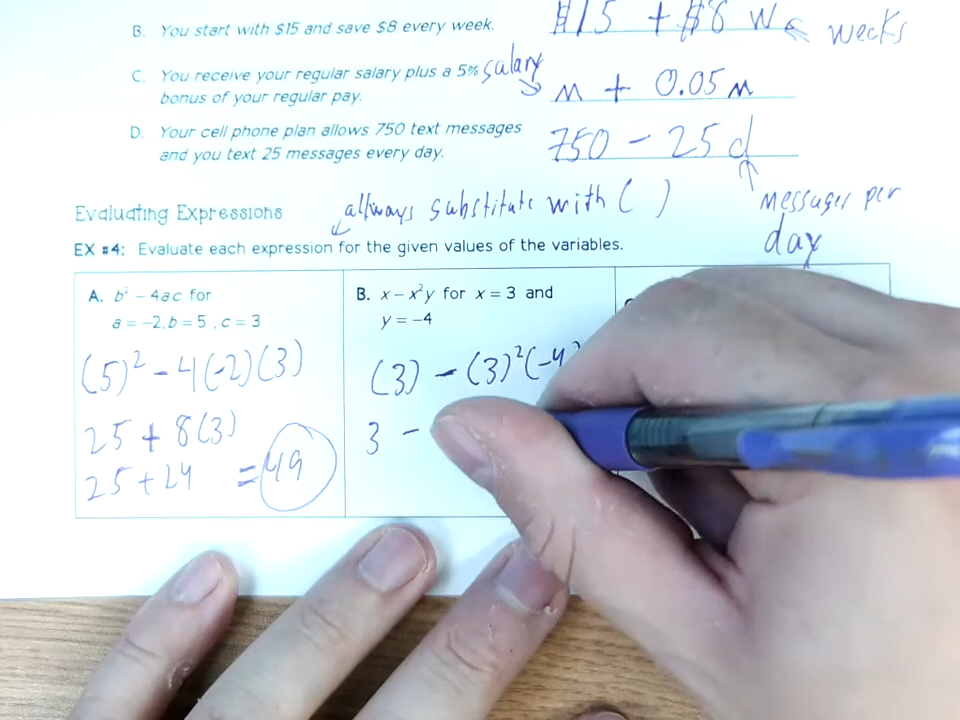 B. You start with $15 and save $8 every week. $15 + $8 w weeks
C. You receive your regular salary plus a 5% salary
bonus of your regular pay. m + 0.05m
D. Your cell phone plan allows 750 text messages
and you text 25 messages every day. 750 - 25d
messages per
day
Evaluating Expressions allways substitute with ( )
EX #4: Evaluate each expression for the given values of the variables.
A. b² - 4ac for
a = -2, b = 5, c = 3
(5)² - 4(-2)(3)
25 + 8(3)
25 + 24 = 49
B. x - x²y for x = 3 and
y = -4
(3) - (3)²(-4)
3 -